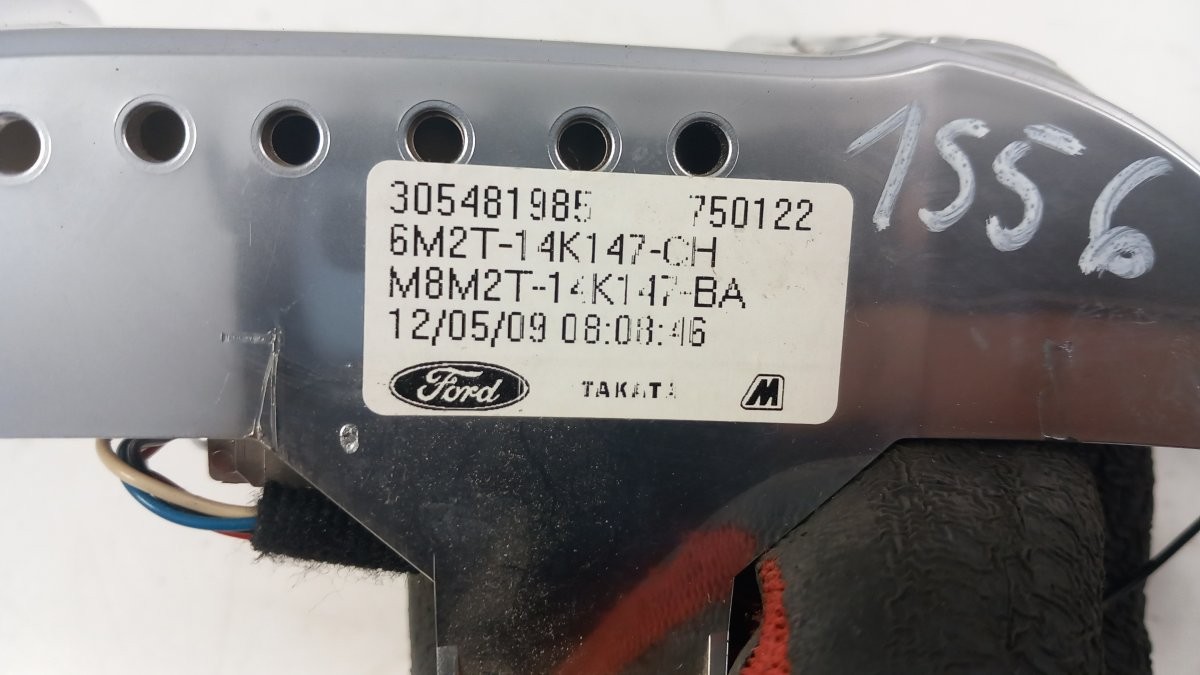 1556
305481985 750122
6M2T-14K147-CH
M8M2T-14K147-BA
12/05/09 08:08:46
Ford TAKATA M